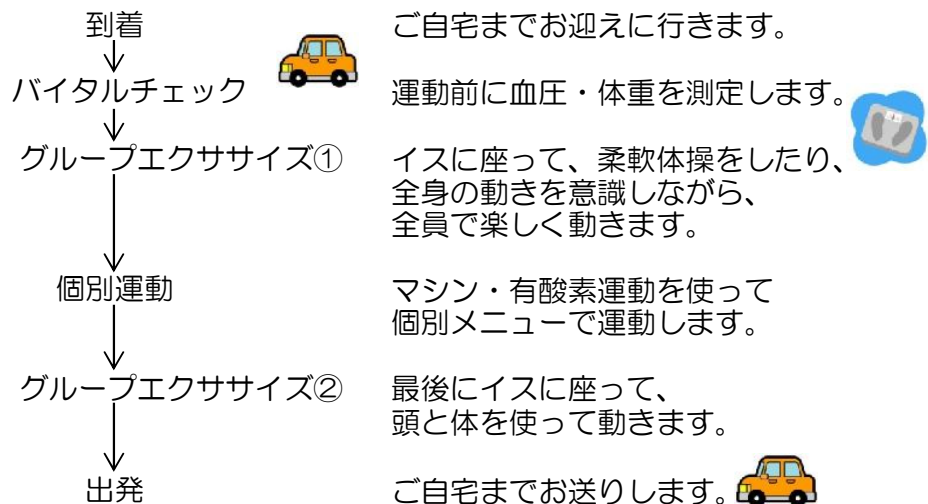 到着
ご自宅までお迎えに行きます。
バイタルチェック
運動前に血圧・体重を測定します。
グループエクササイズ①
イスに座って、柔軟体操をしたり、
全身の動きを意識しながら、
全員で楽しく動きます。
個別運動
マシン・有酸素運動を使って
個別メニューで運動します。
グループエクササイズ②
最後にイスに座って、
頭と体を使って動きます。
出発
ご自宅までお送りします。